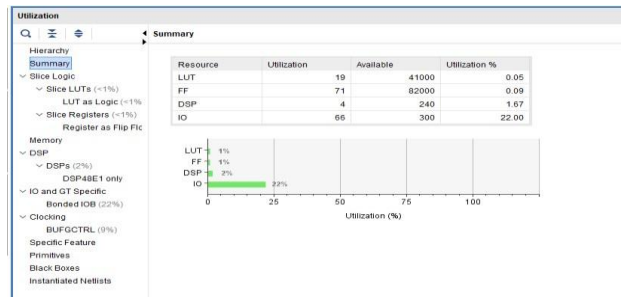 Utilization
Summary
Hierarchy
Summary
Slice Logic
Slice LUTs (<1%)
LUT as Logic (<1%
Slice Registers (<1%)
Register as Flip Flc
Memory
DSP
DSPs (2%)
DSP48E1 only
IO and GT Specific
Bonded IOB (22%)
Clocking
BUFGCTRL (9%)
Specific Feature
Primitives
Black Boxes
Instantiated Netlists
Resource Utilization Available Utilization %
LUT 19 41000 0.05
FF 71 82000 0.09
DSP 4 240 1.67
IO 66 300 22.00
LUT 1%
FF 1%
DSP 2%
IO 22%
0 25 50 75 100
Utilization (%)